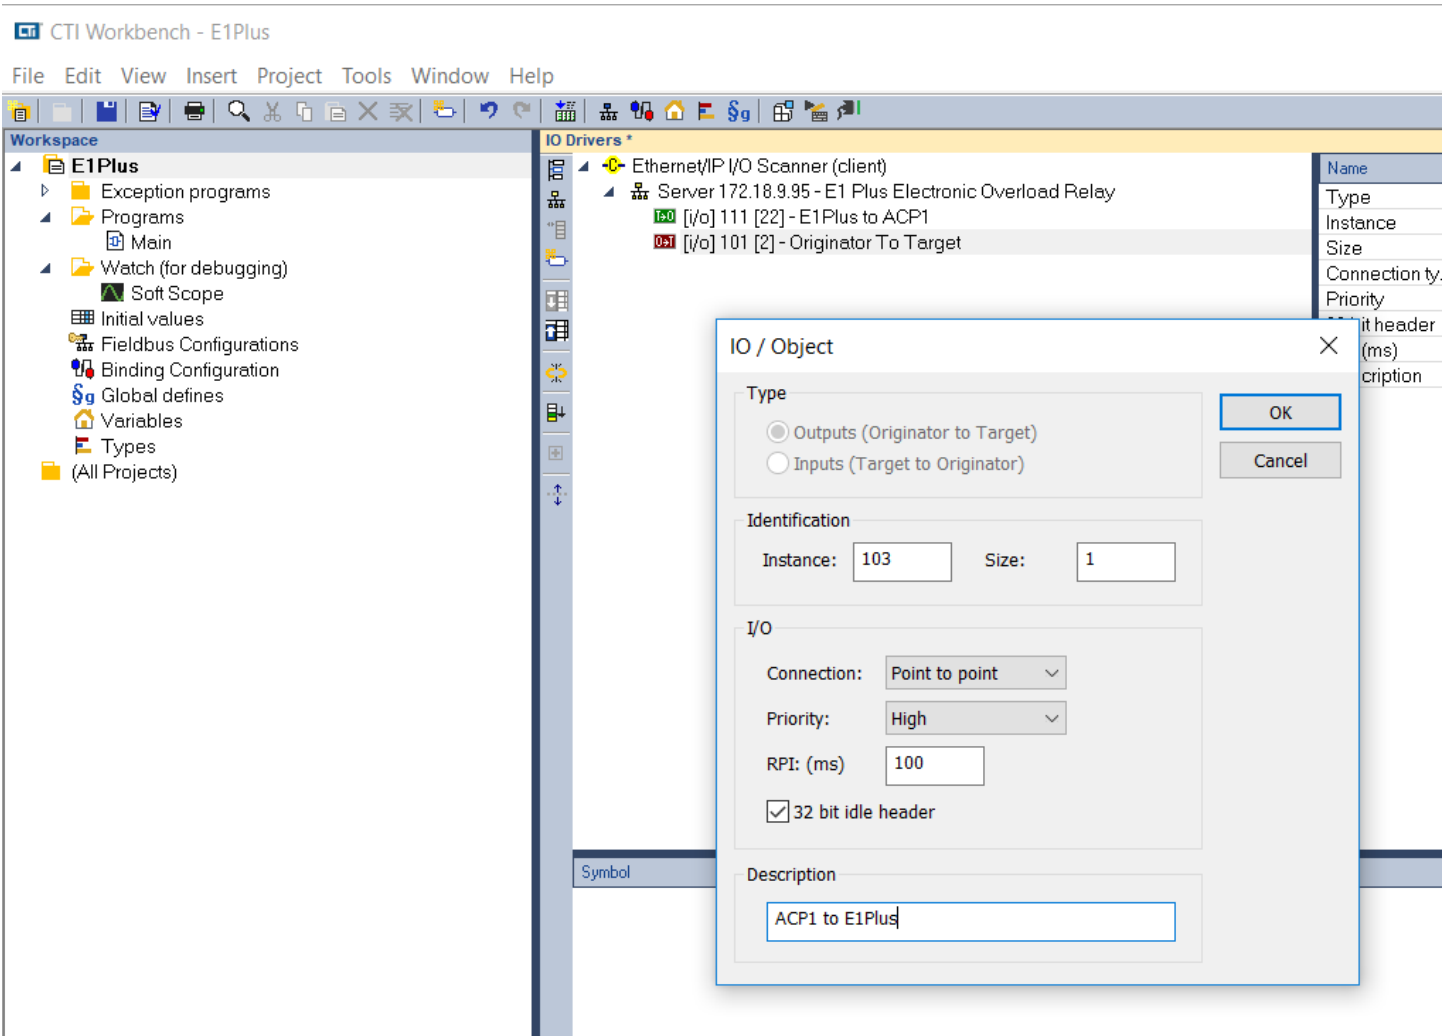 CTI Workbench - E1Plus
File Edit View Insert Project Tools Window Help
Workspace
E1Plus
Exception programs
Programs
Main
Watch (for debugging)
Soft Scope
Initial values
Fieldbus Configurations
Binding Configuration
Global defines
Variables
Types
(All Projects)
IO Drivers *
Ethernet/IP I/O Scanner (client)
Server 172.18.9.95 - E1 Plus Electronic Overload Relay
T>O [i/o] 111 [22] - E1Plus to ACP1
O>T [i/o] 101 [2] - Originator To Target
Name
Type
Instance
Size
Connection ty.
Priority
it header
(ms)
cription
IO / Object
Type
Outputs (Originator to Target)
Inputs (Target to Originator)
OK
Cancel
Identification
Instance: 103 Size: 1
I/O
Connection: Point to point
Priority: High
RPI: (ms) 100
32 bit idle header
Description
ACP1 to E1Plus
Symbol